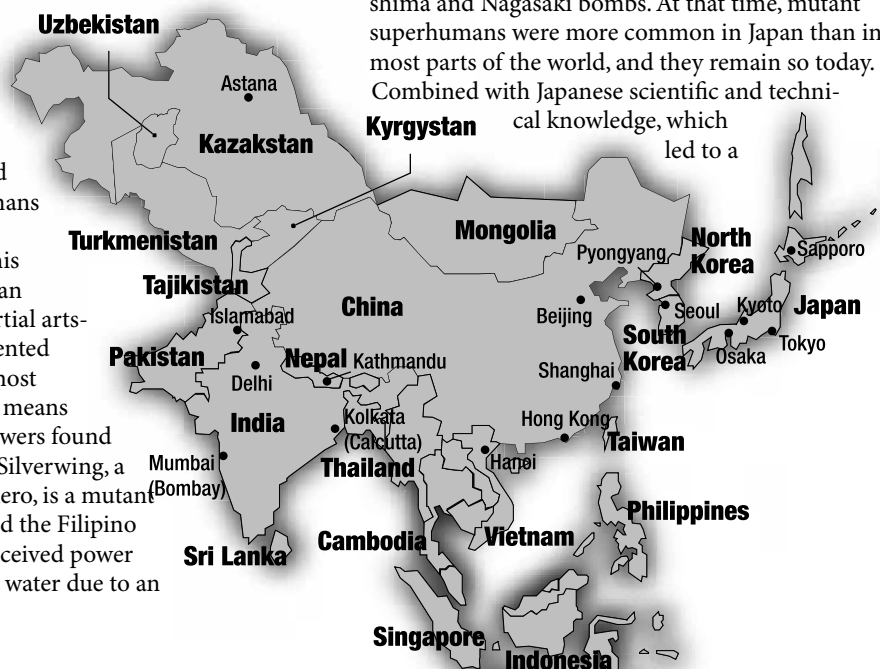 shima and Nagasaki bombs. At that time, mutant
superhumans were more common in Japan than in
most parts of the world, and they remain so today.
Combined with Japanese scientific and techni-
cal knowledge, which
led to a
Uzbekistan
Astana
Kazakstan
Kyrgystan
Turkmenistan
Tajikistan
Mongolia
Pyongyang
North
Korea
Sapporo
Islamabad
China
Beijing
Seoul
Kyoto
Japan
South
Korea
Osaka
Tokyo
Pakistan
Nepal
Kathmandu
Delhi
Shanghai
India
Kolkata
(Calcutta)
Hong Kong
Taiwan
Mumbai
(Bombay)
Thailand
Hanoi
Philippines
Sri Lanka
Cambodia
Vietnam
Singapore
Indonesia
his
an
rtial arts-
ented
most
means
wers found
Silverwing, a
ero, is a mutant
d the Filipino
ceived power
water due to an